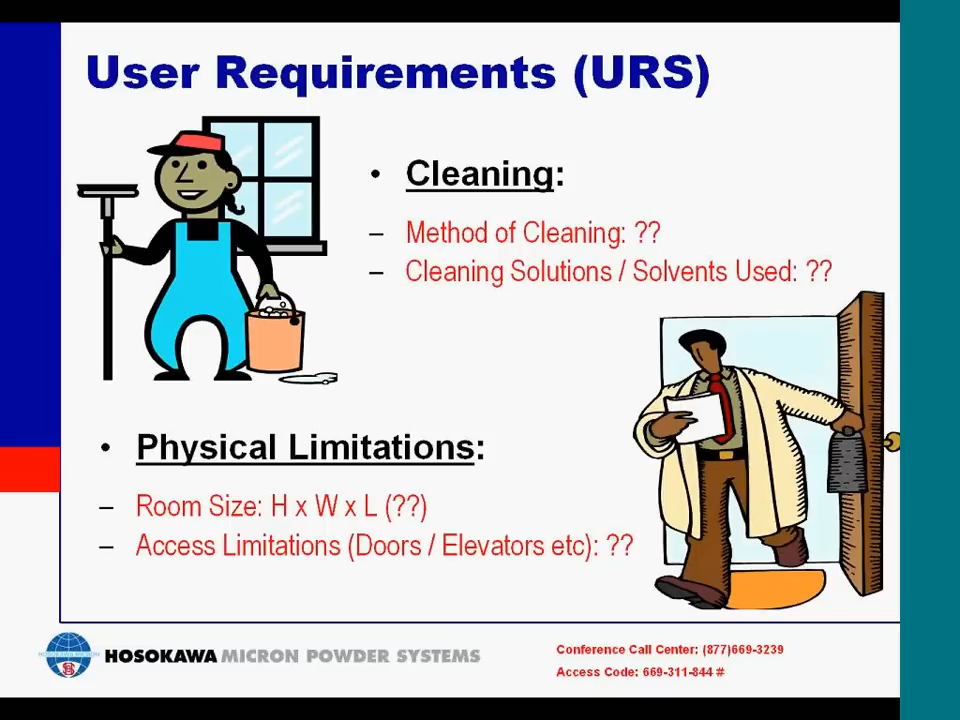 User Requirements (URS)
• Cleaning:
– Method of Cleaning: ??
– Cleaning Solutions / Solvents Used: ??
• Physical Limitations:
– Room Size: H x W x L (??)
– Access Limitations (Doors / Elevators etc): ??
HOSOKAWA MICRON POWDER SYSTEMS
Conference Call Center: (877)669-3239
Access Code: 669-311-844 #